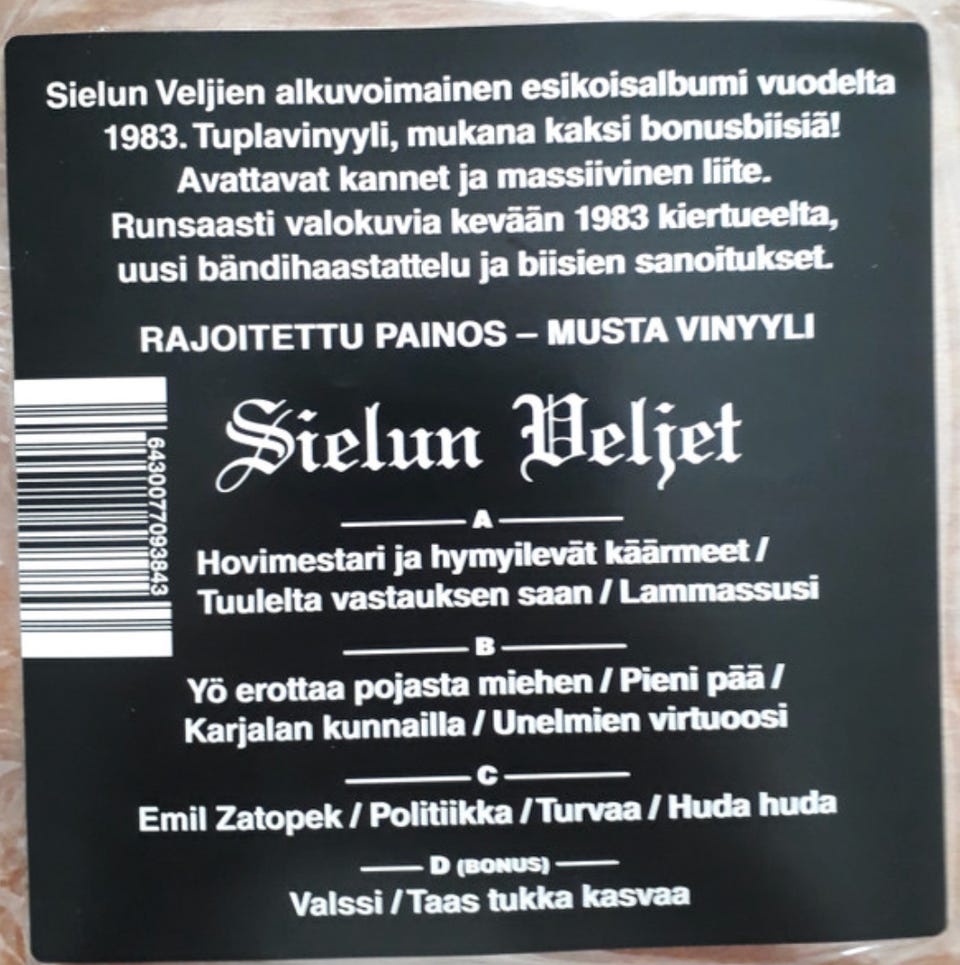 Sielun Veljien alkuvoimainen esikoisalbumi vuodelta
1983. Tuplavinyyli, mukana kaksi bonusbiisiä!
Avattavat kannet ja massiivinen liite.
Runsaasti valokuvia kevään 1983 kiertueelta,
uusi bändihaastattelu ja biisien sanoitukset.
RAJOITETTU PAINOS – MUSTA VINYYLI
6430077093843
Sielun Veljet
A
Hovimestari ja hymyilevät käärmeet /
Tuulelta vastauksen saan / Lammassusi
B
Yö erottaa pojasta miehen / Pieni pää /
Karjalan kunnailla / Unelmien virtuoosi
C
Emil Zatopek / Politiikka / Turvaa / Huda huda
D (BONUS)
Valssi / Taas tukka kasvaa